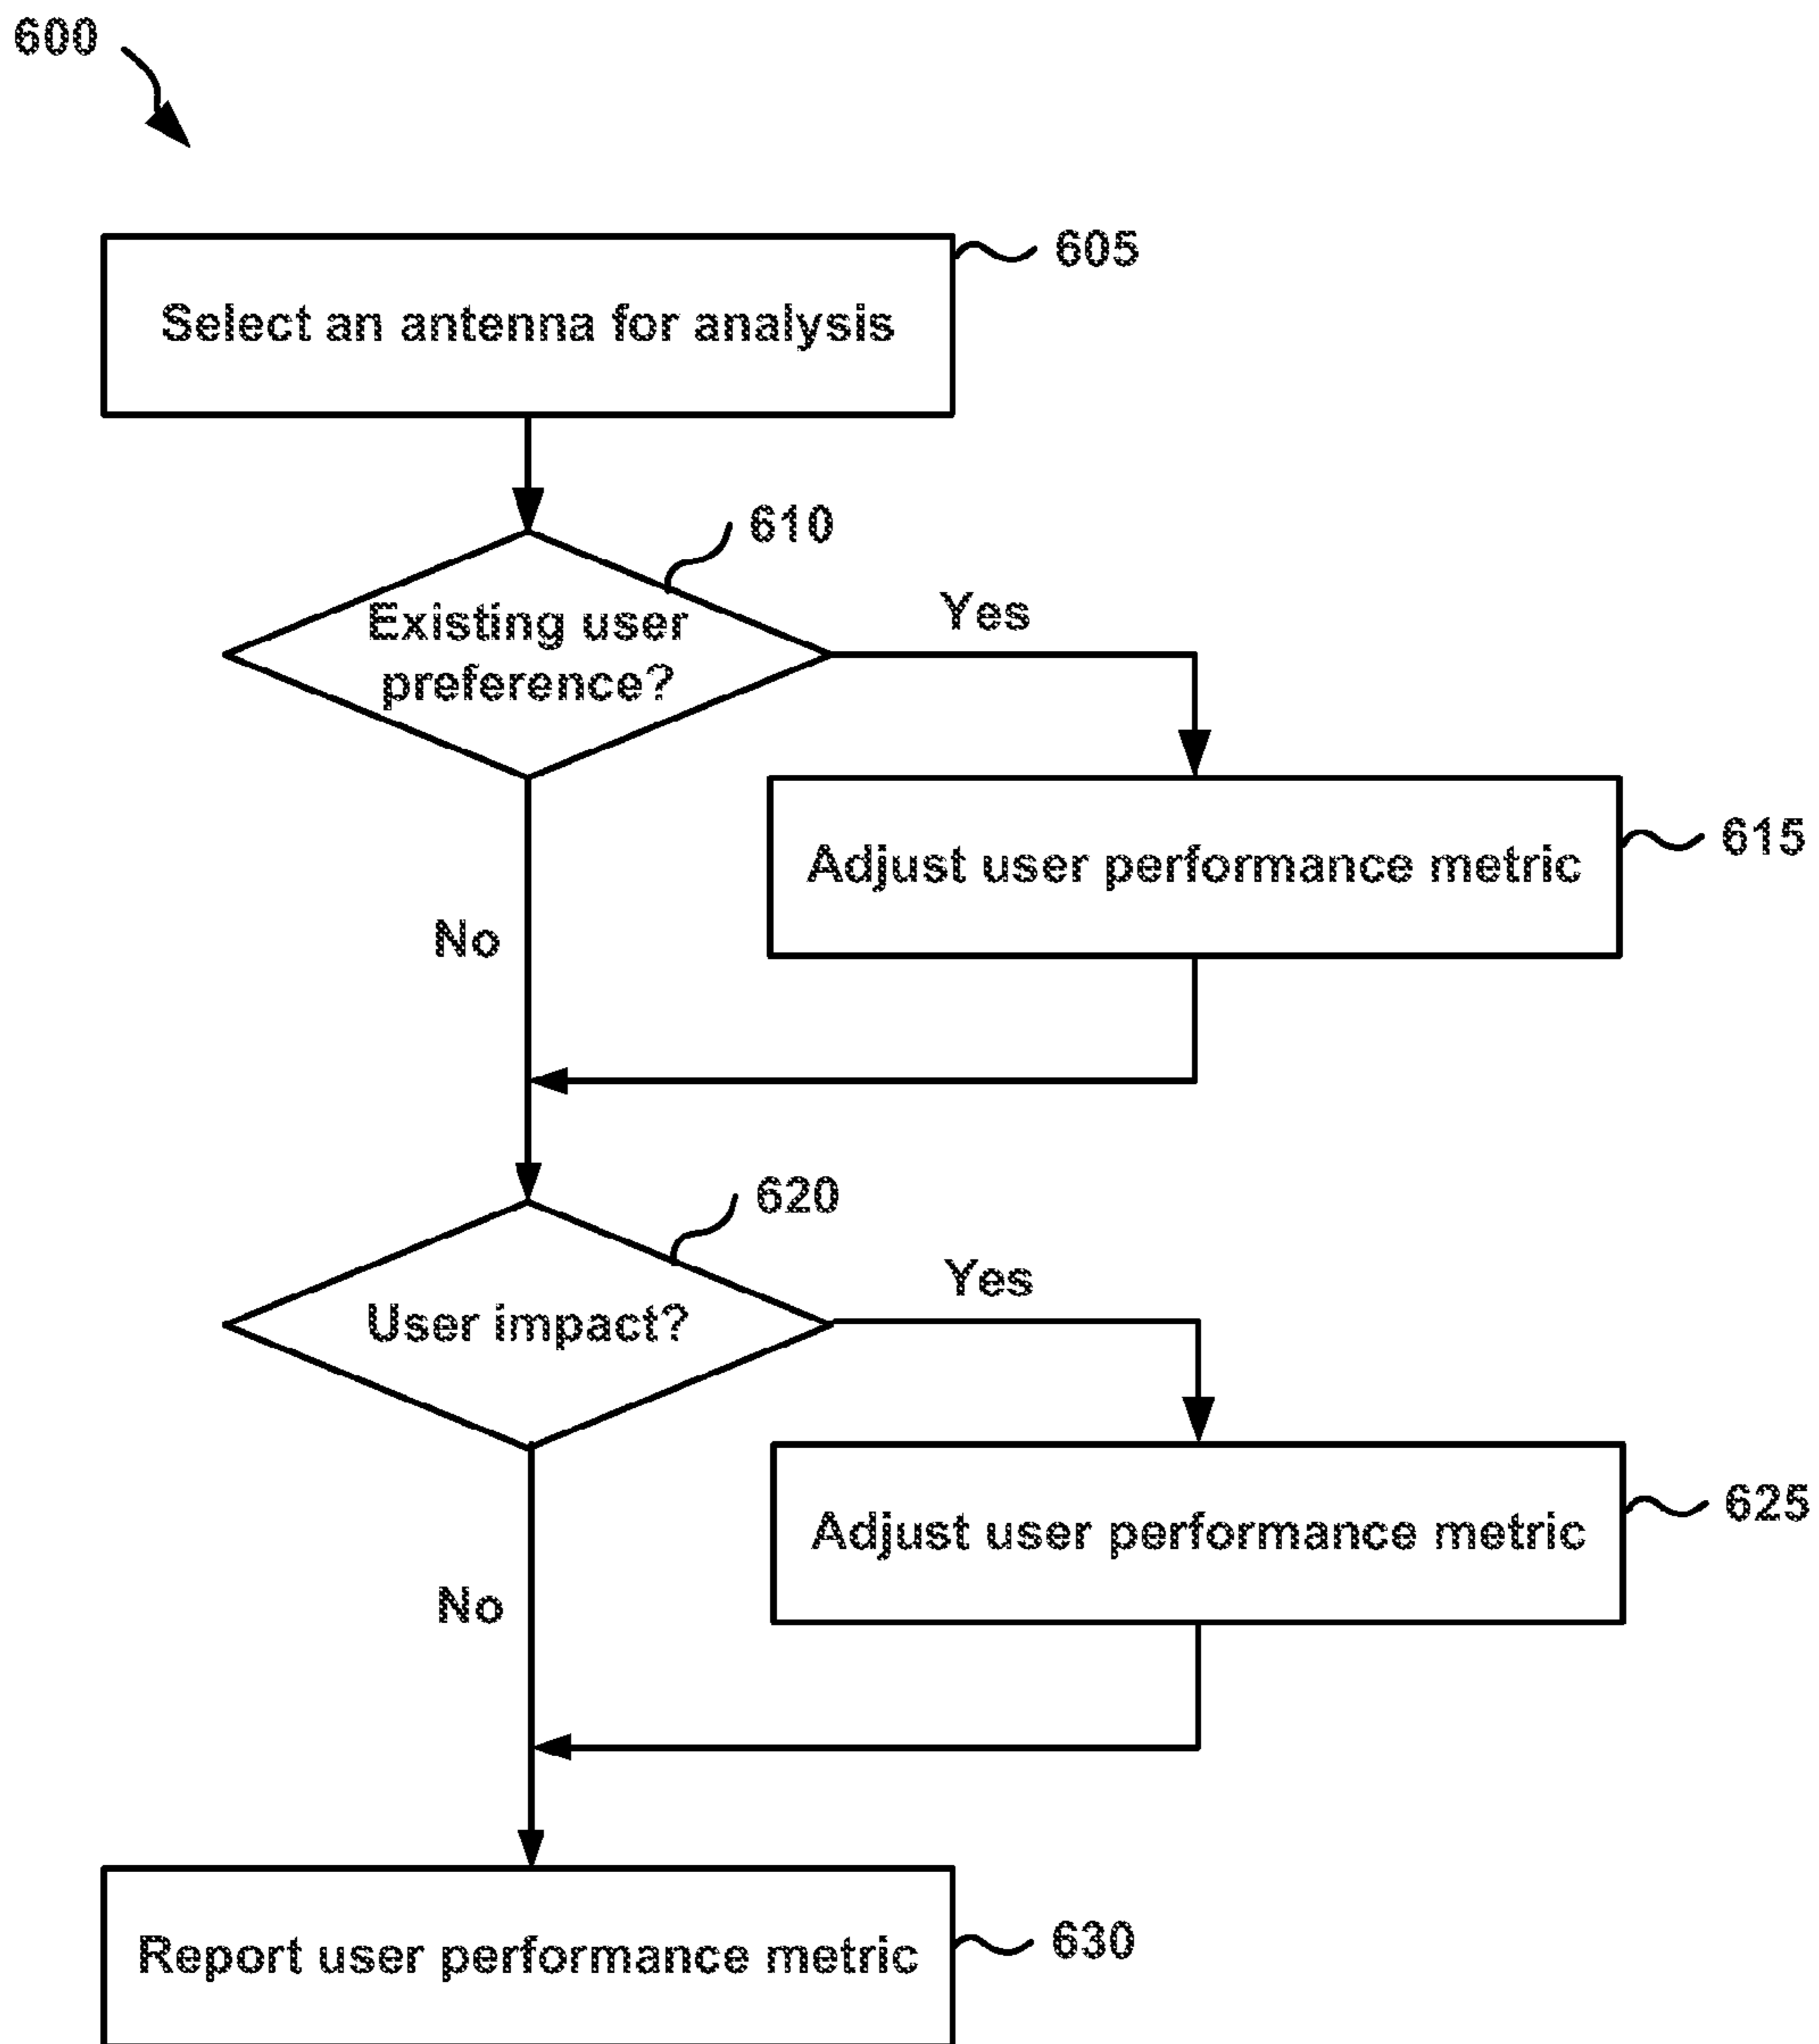 600
605
Select an antenna for analysis
610
Existing user
preference?
Yes
615
Adjust user performance metric
No
620
User impact?
Yes
625
Adjust user performance metric
No
630
Report user performance metric